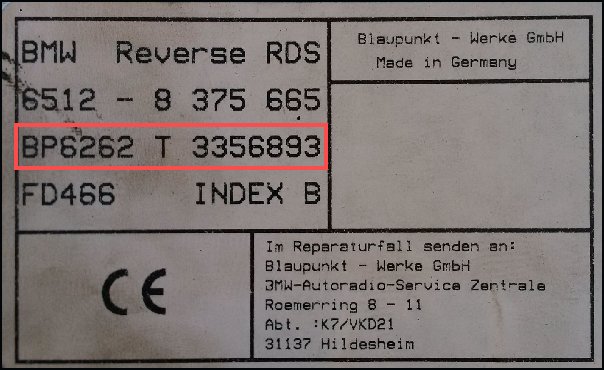 BMW Reverse RDS
6512 - 8 375 665
BP6262 T 3356893
FD466 INDEX B
Blaupunkt - Werke GmbH
Made in Germany
CE
Im Reparaturfall senden an:
Blaupunkt - Werke GmbH
3MW-Autoradio-Service Zentrale
Roemerring 8 - 11
Abt. :K7/VKD21
31137 Hildesheim